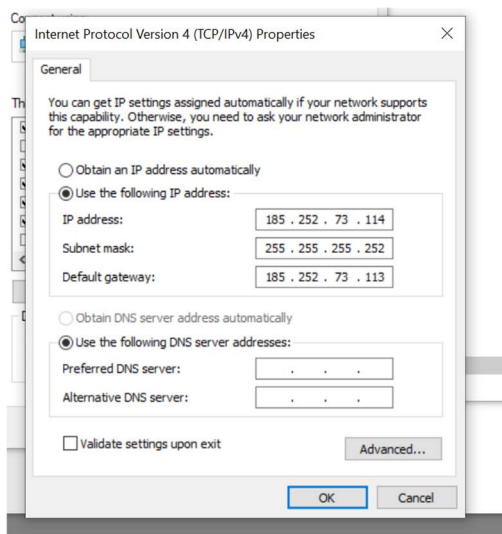 Internet Protocol Version 4 (TCP/IPv4) Properties
General
You can get IP settings assigned automatically if your network supports
this capability. Otherwise, you need to ask your network administrator
for the appropriate IP settings.
Obtain an IP address automatically
Use the following IP address:
IP address: 185 . 252 . 73 . 114
Subnet mask: 255 . 255 . 255 . 252
Default gateway: 185 . 252 . 73 . 113
Obtain DNS server address automatically
Use the following DNS server addresses:
Preferred DNS server: . . .
Alternative DNS server: . . .
Validate settings upon exit
Advanced...
OK Cancel